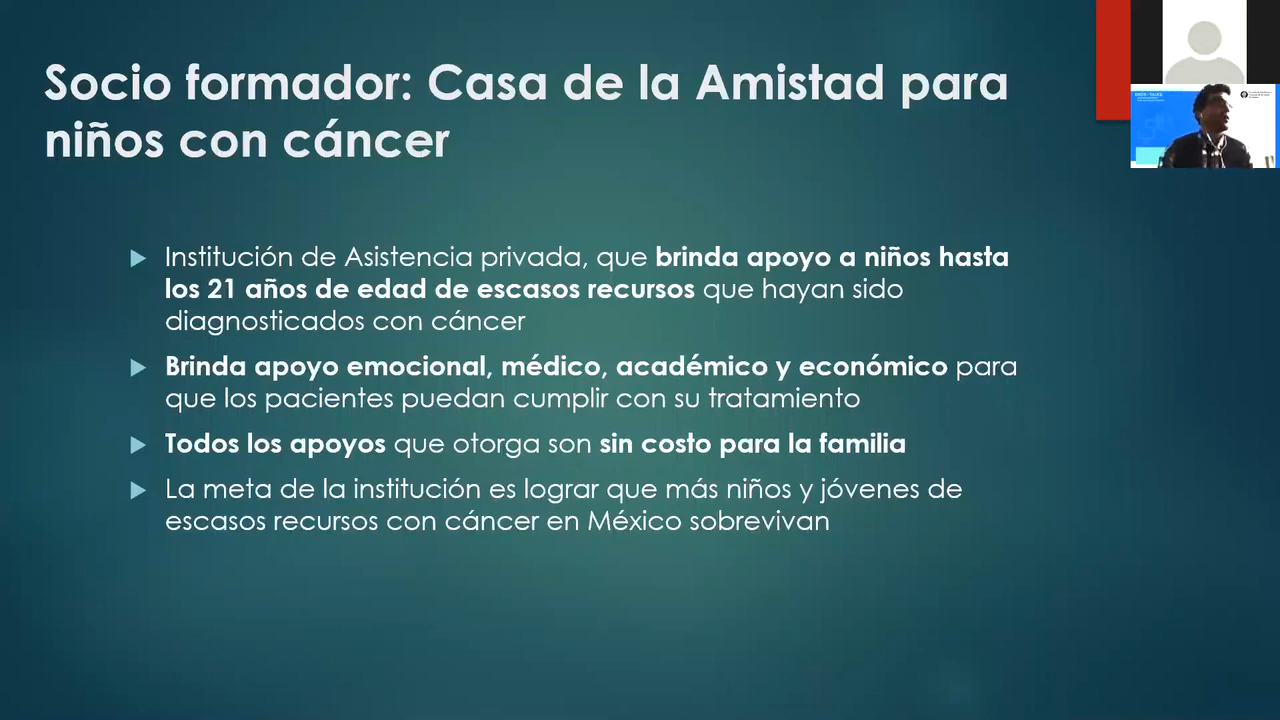 Socio formador: Casa de la Amistad para
niños con cáncer
Institución de Asistencia privada, que brinda apoyo a niños hasta
los 21 años de edad de escasos recursos que hayan sido
diagnosticados con cáncer
Brinda apoyo emocional, médico, académico y económico para
que los pacientes puedan cumplir con su tratamiento
Todos los apoyos que otorga son sin costo para la familia
La meta de la institución es lograr que más niños y jóvenes de
escasos recursos con cáncer en México sobrevivan